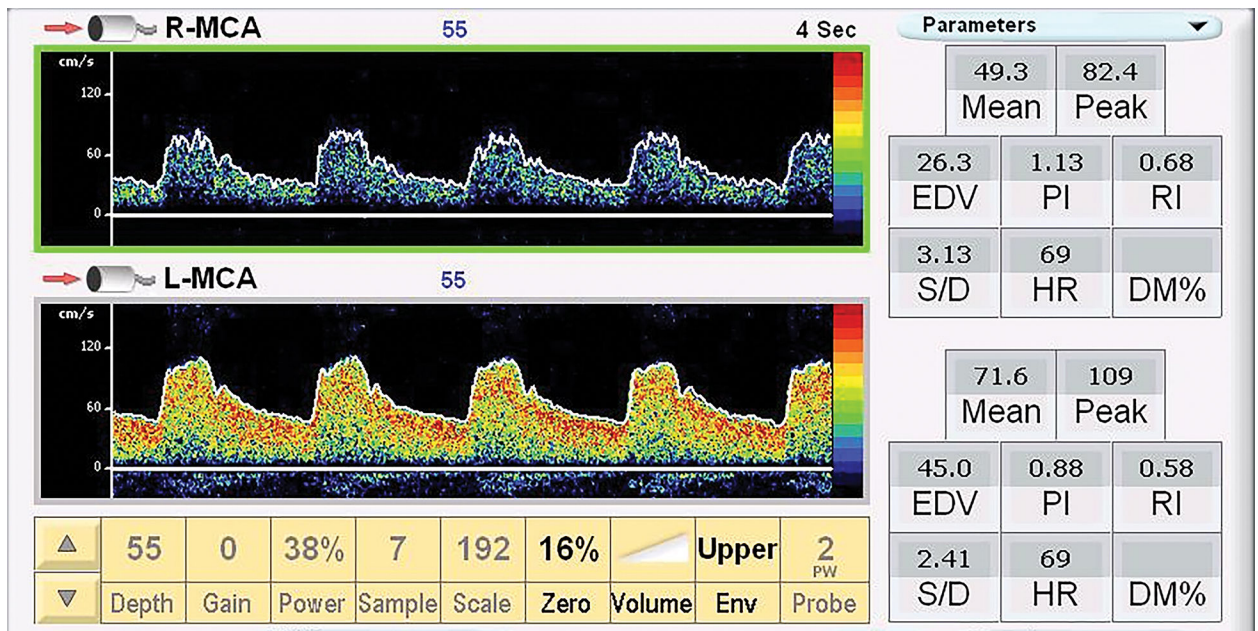 R-MCA 55 4 Sec
cm/s
120
60
0
L-MCA 55
cm/s
120
60
0
55 0 38% 7 192 16% Upper 2
PW
Depth Gain Power Sample Scale Zero Volume Env Probe
Parameters
49.3 82.4
Mean Peak
26.3 1.13 0.68
EDV PI RI
3.13 69
S/D HR DM%
71.6 109
Mean Peak
45.0 0.88 0.58
EDV PI RI
2.41 69
S/D HR DM%